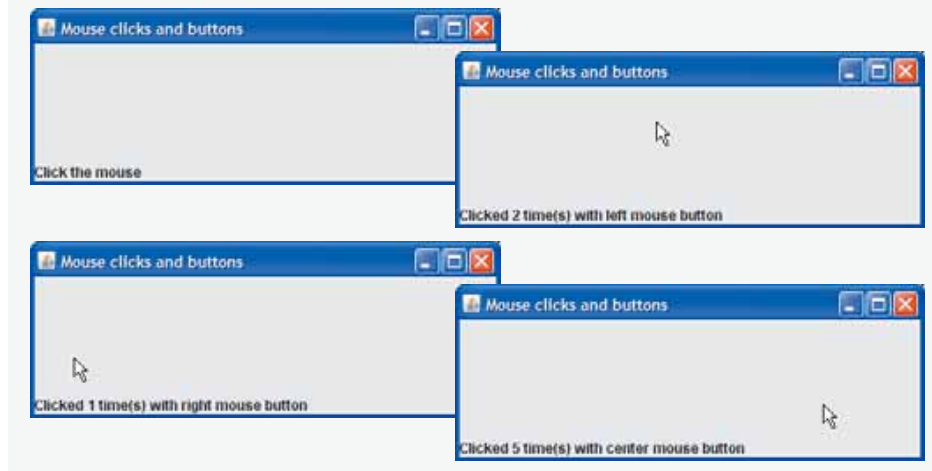 Mouse clicks and buttons
Click the mouse
Mouse clicks and buttons
Clicked 2 time(s) with left mouse button
Mouse clicks and buttons
Clicked 1 time(s) with right mouse button
Mouse clicks and buttons
Clicked 5 time(s) with center mouse button